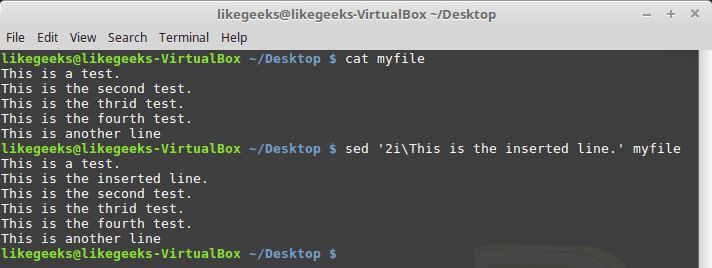 likegeeks@likegeeks-VirtualBox ~/Desktop
File Edit View Search Terminal Help
likegeeks@likegeeks-VirtualBox ~/Desktop $ cat myfile
This is a test.
This is the second test.
This is the thrid test.
This is the fourth test.
This is another line
likegeeks@likegeeks-VirtualBox ~/Desktop $ sed '2i\This is the inserted line.' myfile
This is a test.
This is the inserted line.
This is the second test.
This is the thrid test.
This is the fourth test.
This is another line
likegeeks@likegeeks-VirtualBox ~/Desktop $